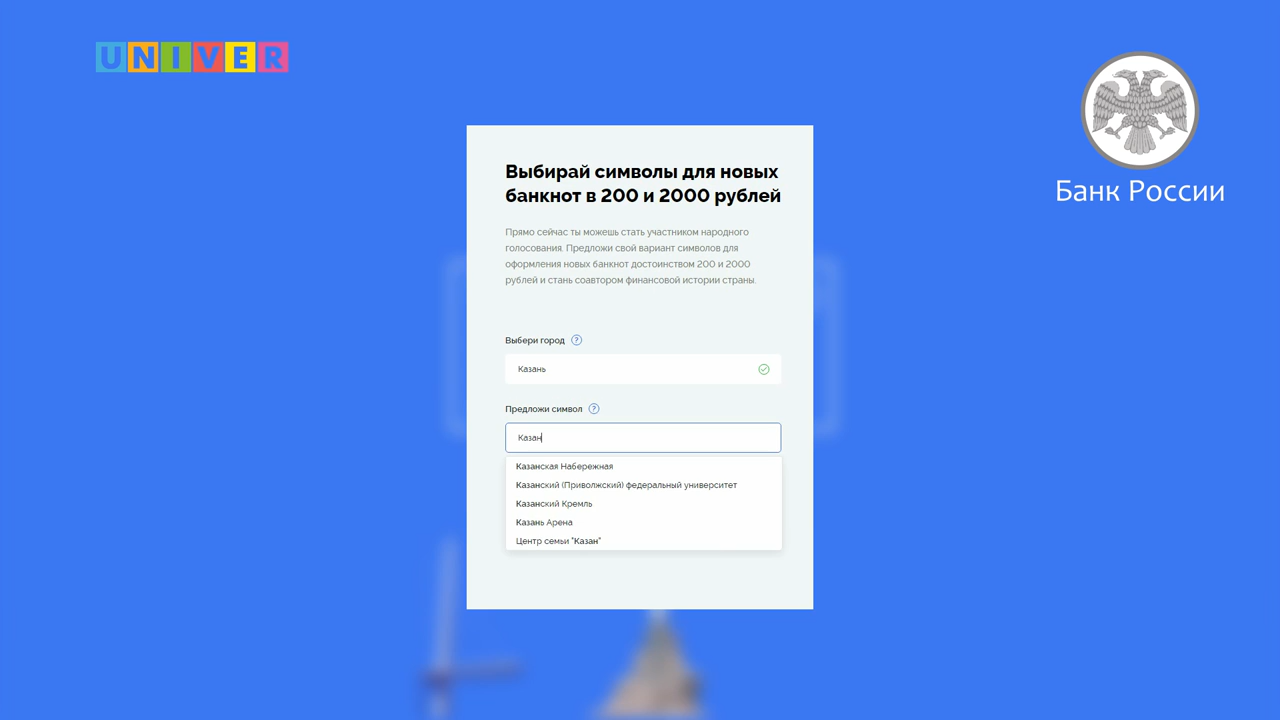 UNIVER
Банк России
Выбирай символы для новых
банкнот в 200 и 2000 рублей
Прямо сейчас ты можешь стать участником народного
голосования. Предложи свой вариант символов для
оформления новых банкнот достоинством 200 и 2000
рублей и стань соавтором финансовой истории страны.
Выбери город ?
Казань
Предложи символ ?
Казан
Казанская Набережная
Казанский (Приволжский) федеральный университет
Казанский Кремль
Казань Арена
Центр семьи "Казан"